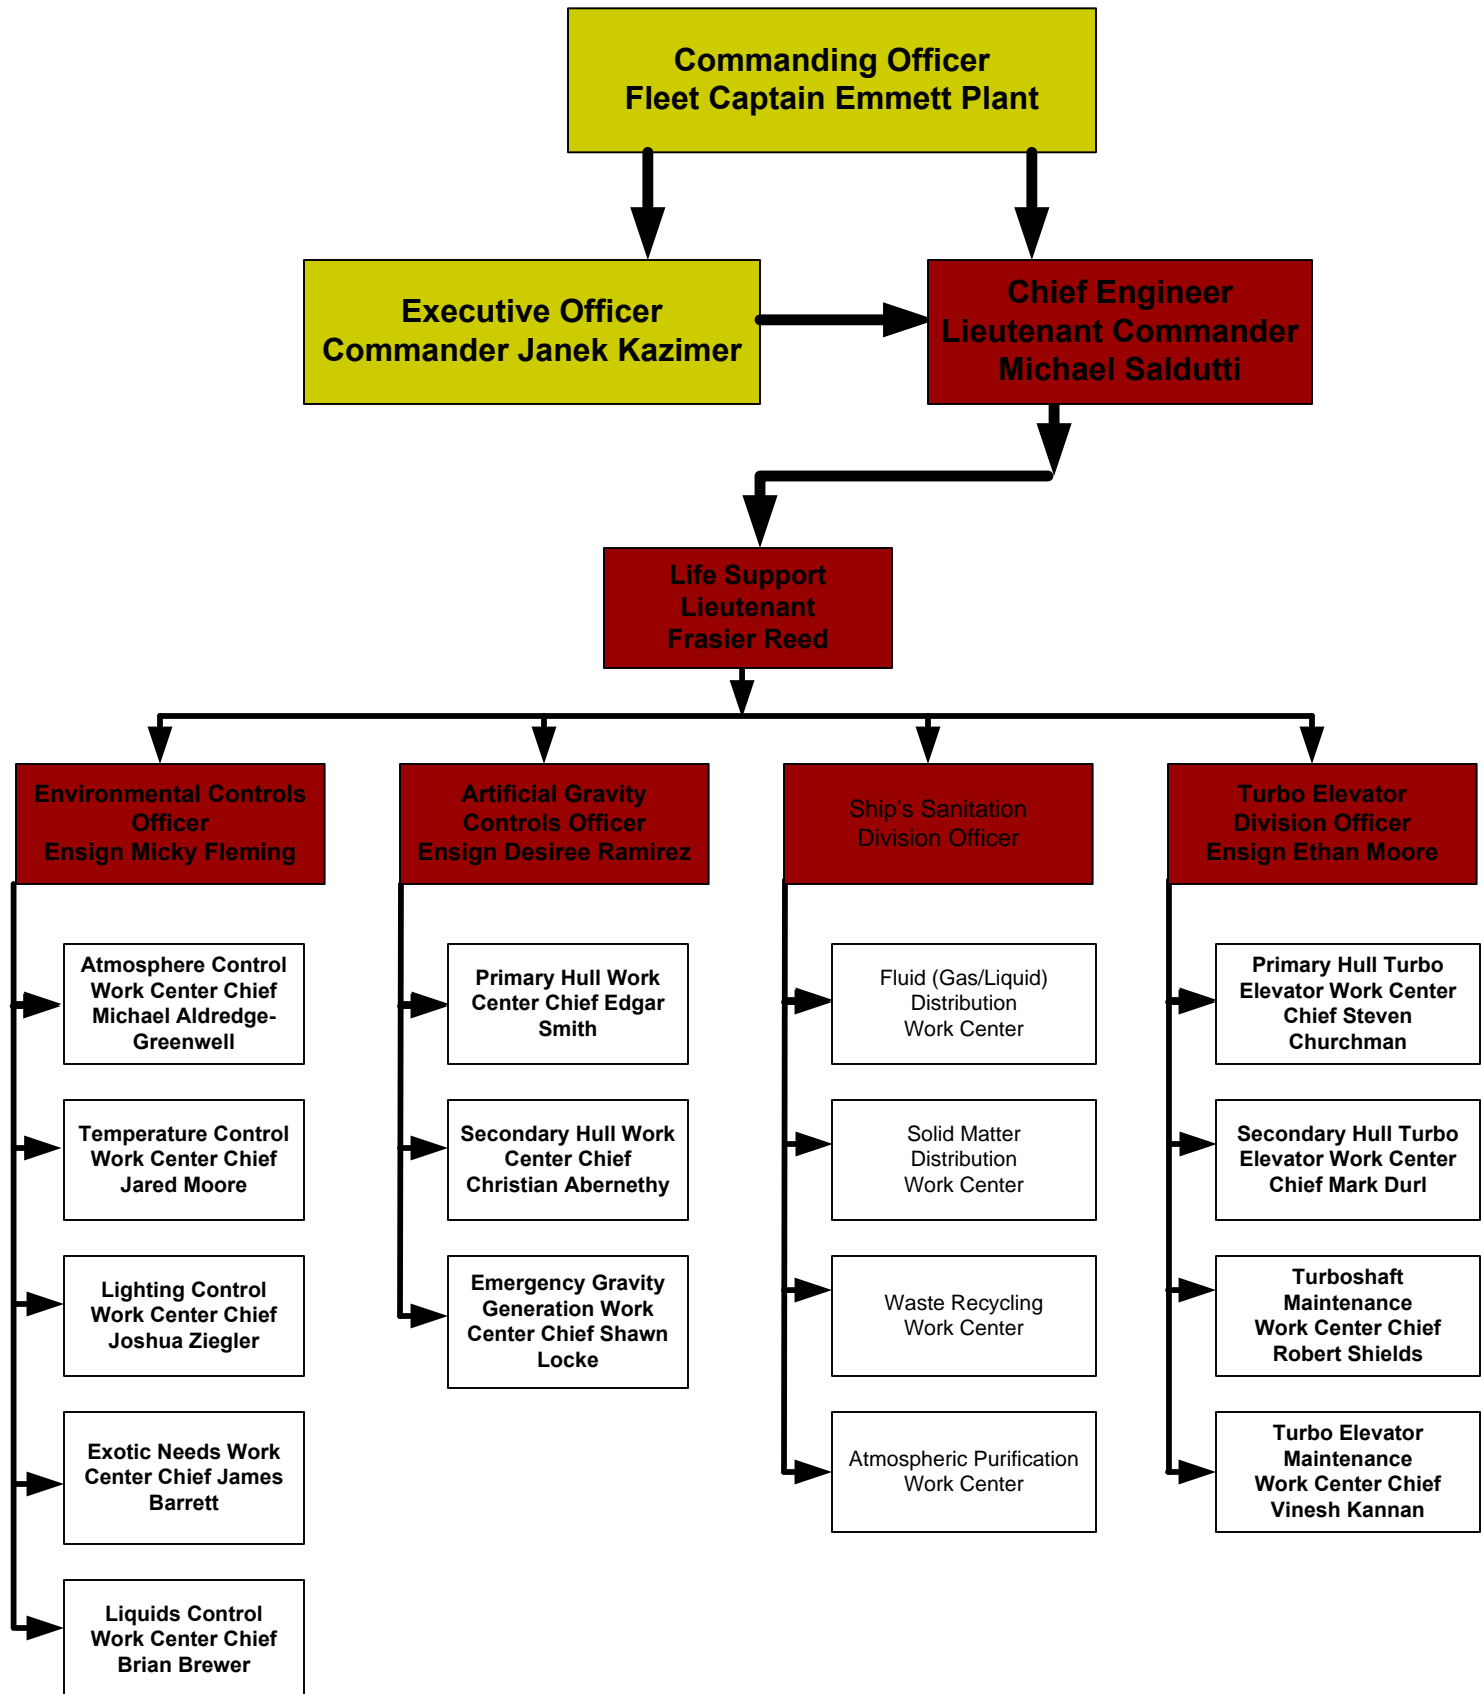 Commanding Officer
Fleet Captain Emmett Plant
Executive Officer
Commander Janek Kazimer
Chief Engineer
Lieutenant Commander
Michael Saldutti
Life Support
Lieutenant
Frasier Reed
Environmental Controls
Officer
Ensign Micky Fleming
Atmosphere Control
Work Center Chief
Michael Aldredge-
Greenwell
Temperature Control
Work Center Chief
Jared Moore
Lighting Control
Work Center Chief
Joshua Ziegler
Exotic Needs Work
Center Chief James
Barrett
Liquids Control
Work Center Chief
Brian Brewer
Artificial Gravity
Controls Officer
Ensign Desiree Ramirez
Primary Hull Work
Center Chief Edgar
Smith
Secondary Hull Work
Center Chief
Christian Abernethy
Emergency Gravity
Generation Work
Center Chief Shawn
Locke
Ship's Sanitation
Division Officer
Fluid (Gas/Liquid)
Distribution
Work Center
Solid Matter
Distribution
Work Center
Waste Recycling
Work Center
Atmospheric Purification
Work Center
Turbo Elevator
Division Officer
Ensign Ethan Moore
Primary Hull Turbo
Elevator Work Center
Chief Steven
Churchman
Secondary Hull Turbo
Elevator Work Center
Chief Mark Durl
Turboshaft
Maintenance
Work Center Chief
Robert Shields
Turbo Elevator
Maintenance
Work Center Chief
Vinesh Kannan